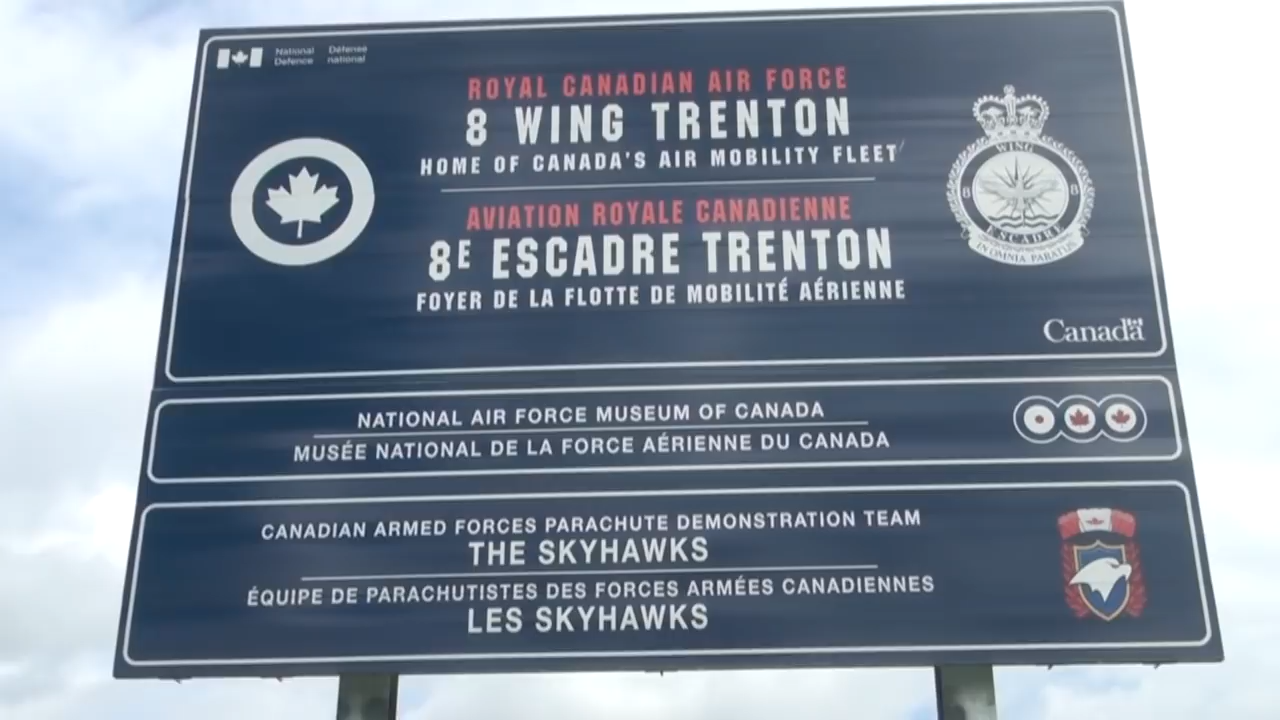 National Défense
Defence nationale
ROYAL CANADIAN AIR FORCE
8 WING TRENTON
HOME OF CANADA'S AIR MOBILITY FLEET
AVIATION ROYALE CANADIENNE
8E ESCADRE TRENTON
FOYER DE LA FLOTTE DE MOBILITÉ AÉRIENNE
WING
8 8
ESCADRE
IN OMNIA PARATUS
Canada
NATIONAL AIR FORCE MUSEUM OF CANADA
MUSÉE NATIONAL DE LA FORCE AÉRIENNE DU CANADA
CANADIAN ARMED FORCES PARACHUTE DEMONSTRATION TEAM
THE SKYHAWKS
ÉQUIPE DE PARACHUTISTES DES FORCES ARMÉES CANADIENNES
LES SKYHAWKS